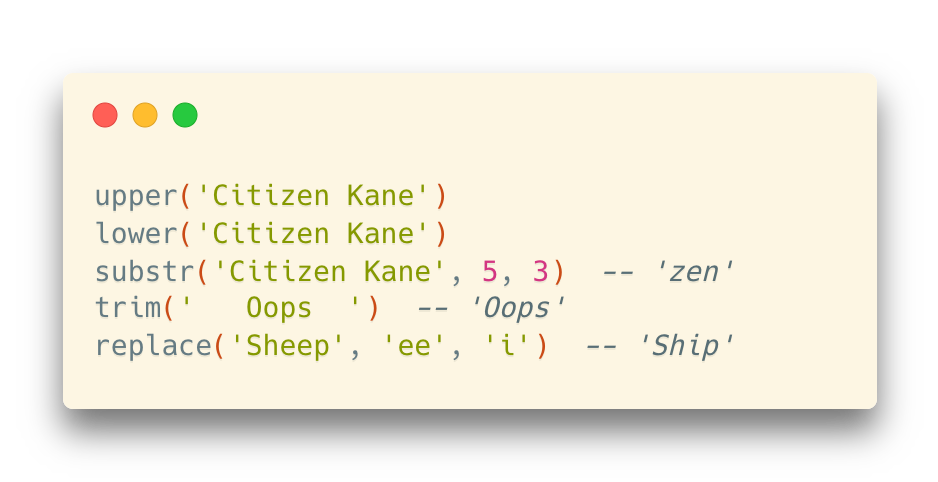 upper('Citizen Kane')
lower('Citizen Kane')
substr('Citizen Kane', 5, 3)  -- 'zen'
trim('   Oops  ')  -- 'Oops'
replace('Sheep', 'ee', 'i')  -- 'Ship'